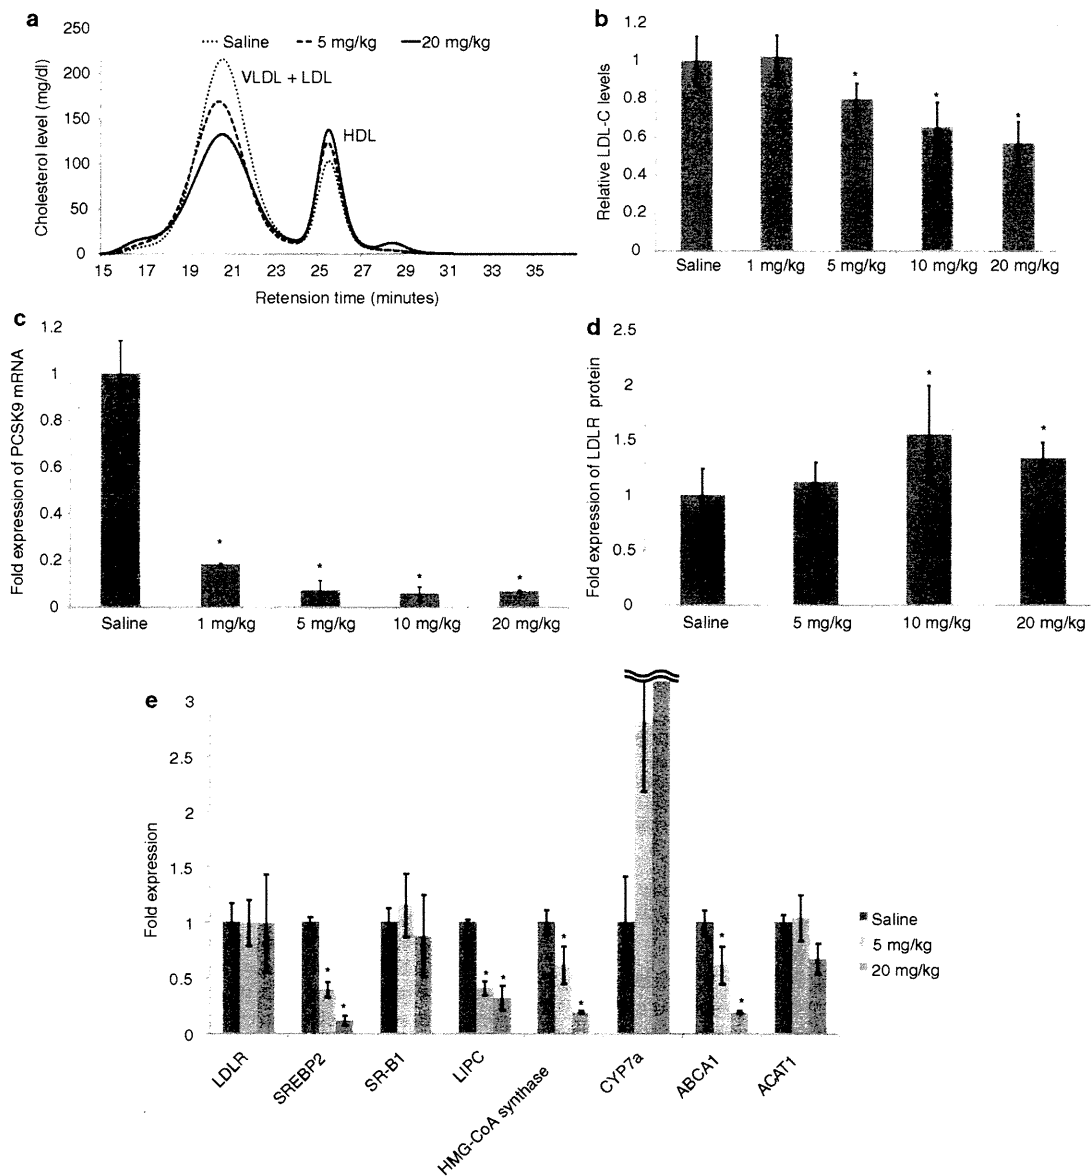 a
250
200
150
100
50
0
Cholesterol level (mg/dl)
Saline 5 mg/kg 20 mg/kg
VLDL + LDL
HDL
15 17 19 21 23 25 27 29 31 33 35
Retension time (minutes)
b
1.2
1
0.8
0.6
0.4
0.2
0
Relative LDL-C levels
* * *
Saline 1 mg/kg 5 mg/kg 10 mg/kg 20 mg/kg
c
1.2
1
0.8
0.6
0.4
0.2
0
Fold expression of PCSK9 mRNA
* * * *
Saline 1 mg/kg 5 mg/kg 10 mg/kg 20 mg/kg
d
2.5
2
1.5
1
0.5
0
Fold expression of LDLR protein
* *
Saline 5 mg/kg 10 mg/kg 20 mg/kg
e
3
2.5
2
1.5
1
0.5
0
Fold expression
* * * * * * * *
LDLR SREBP2 SR-B1 LIPC HMG-CoA synthase CYP7a ABCA1 ACAT1
Saline
5 mg/kg
20 mg/kg